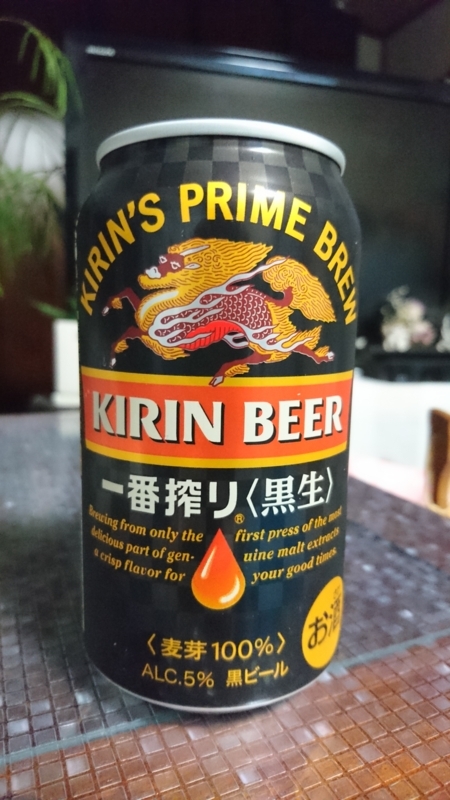 KIRIN'S PRIME BREW
KIRIN BEER
一番搾り〈黒生〉
®
Brewing from only the first press of the most
delicious part of gen- uine malt extracts
a crisp flavor for your good times.
お酒
〈麦芽100%〉
ALC.5% 黒ビール